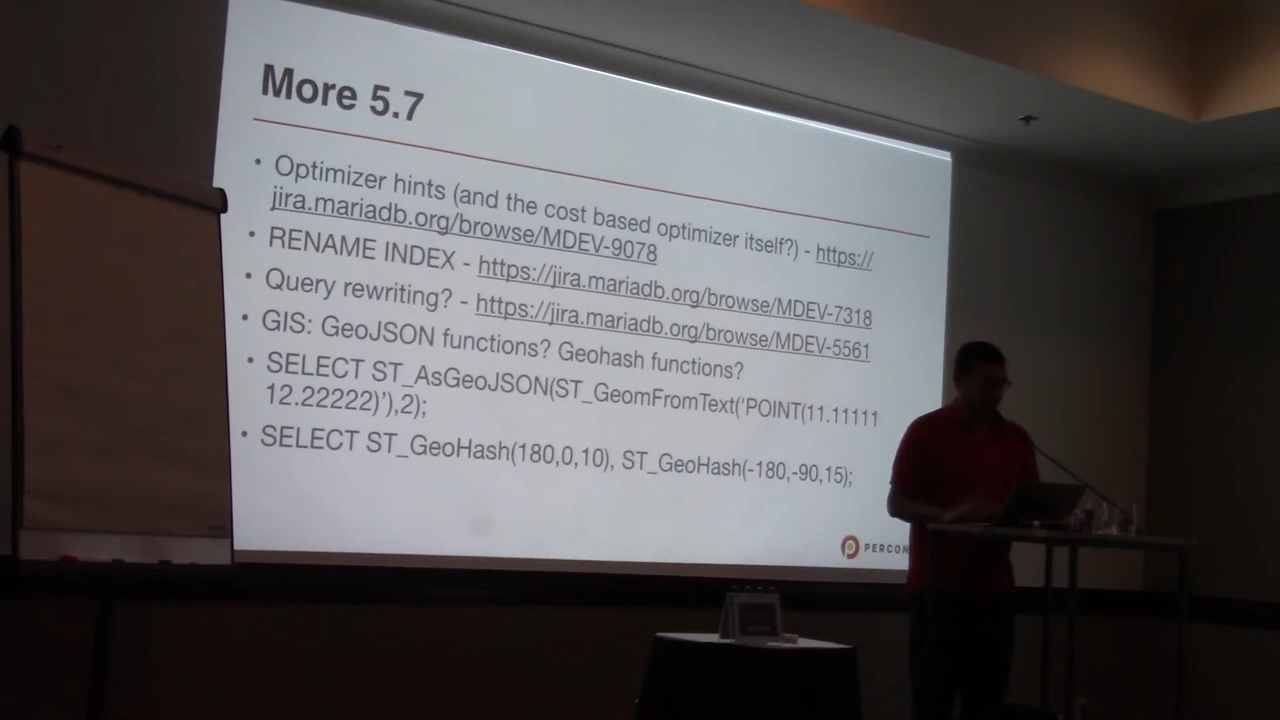 More 5.7
• Optimizer hints (and the cost based optimizer itself?) - https://
jira.mariadb.org/browse/MDEV-9078
• RENAME INDEX - https://jira.mariadb.org/browse/MDEV-7318
• Query rewriting? - https://jira.mariadb.org/browse/MDEV-5561
• GIS: GeoJSON functions? Geohash functions?
• SELECT ST_AsGeoJSON(ST_GeomFromText('POINT(11.11111
12.22222)'),2);
• SELECT ST_GeoHash(180,0,10), ST_GeoHash(-180,-90,15);
PERCON